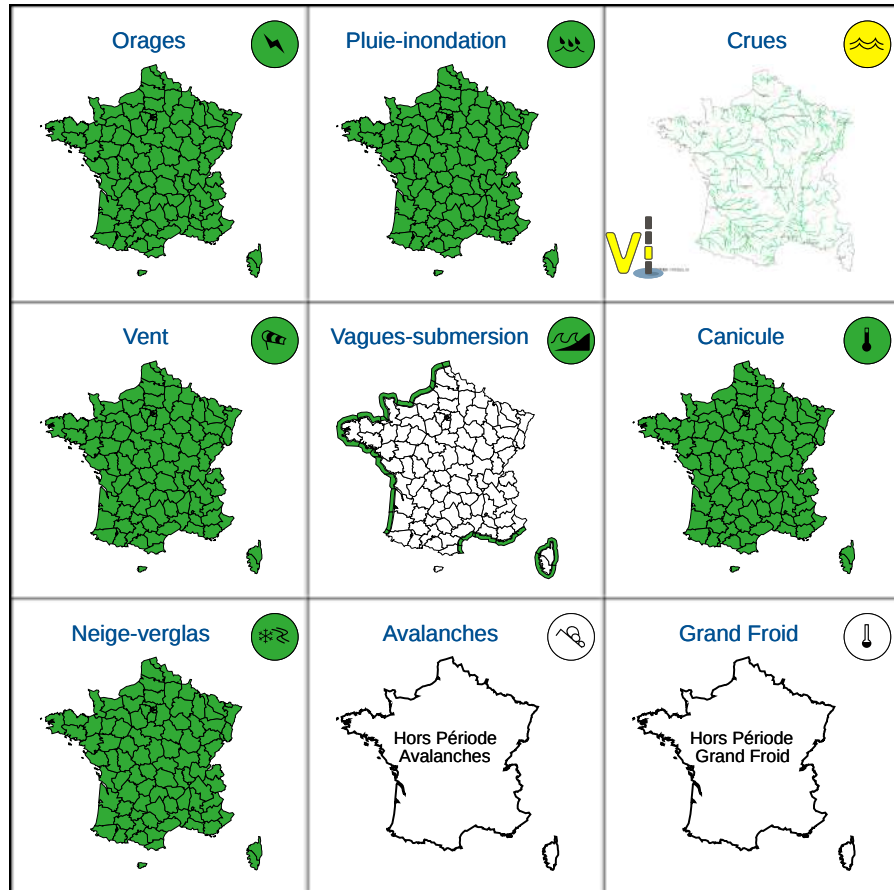 Orages
Pluie-inondation
Crues
Vi
Vent
Vagues-submersion
Canicule
Neige-verglas
Avalanches
Grand Froid
Hors Période
Avalanches
Hors Période
Grand Froid